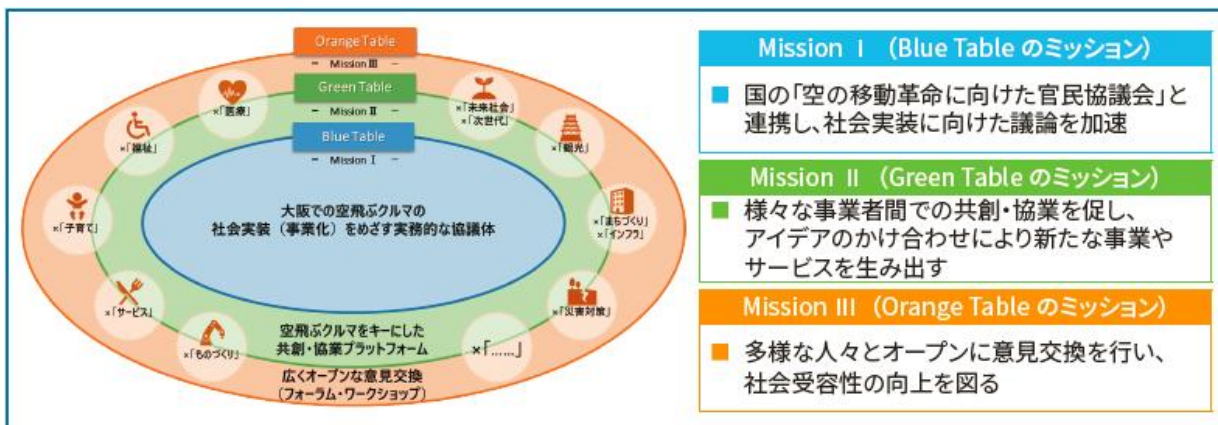 Orange Table
− Mission Ⅲ −
Green Table
− Mission Ⅱ −
Blue Table
− Mission Ⅰ −
×「医療」
×「未来社会」
×「次世代」
×「福祉」
×「観光」
×「子育て」
×「まちづくり」
×「インフラ」
×「サービス」
×「災害対策」
×「ものづくり」
×「……」
大阪での空飛ぶクルマの
社会実装（事業化）をめざす実務的な協議体
空飛ぶクルマをキーにした
共創・協業プラットフォーム
広くオープンな意見交換
（フォーラム・ワークショップ）
Mission Ⅰ （Blue Table のミッション）
■ 国の「空の移動革命に向けた官民協議会」と
連携し、社会実装に向けた議論を加速
Mission Ⅱ （Green Table のミッション）
■ 様々な事業者間での共創・協業を促し、
アイデアのかけ合わせにより新たな事業や
サービスを生み出す
Mission Ⅲ （Orange Table のミッション）
■ 多様な人々とオープンに意見交換を行い、
社会受容性の向上を図る